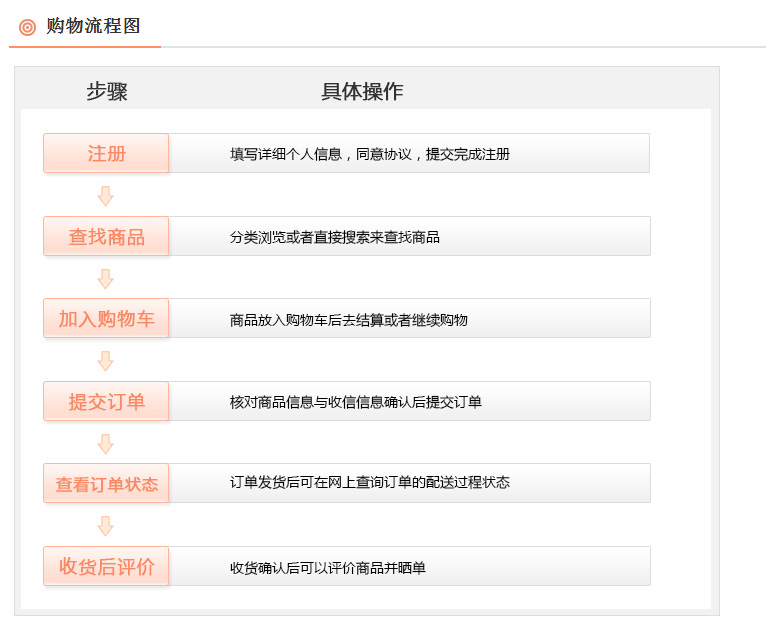 购物流程图
步骤 具体操作
注册 填写详细个人信息，同意协议，提交完成注册
查找商品 分类浏览或者直接搜索来查找商品
加入购物车 商品放入购物车后去结算或者继续购物
提交订单 核对商品信息与收信信息确认后提交订单
查看订单状态 订单发货后可在网上查询订单的配送过程状态
收货后评价 收货确认后可以评价商品并晒单